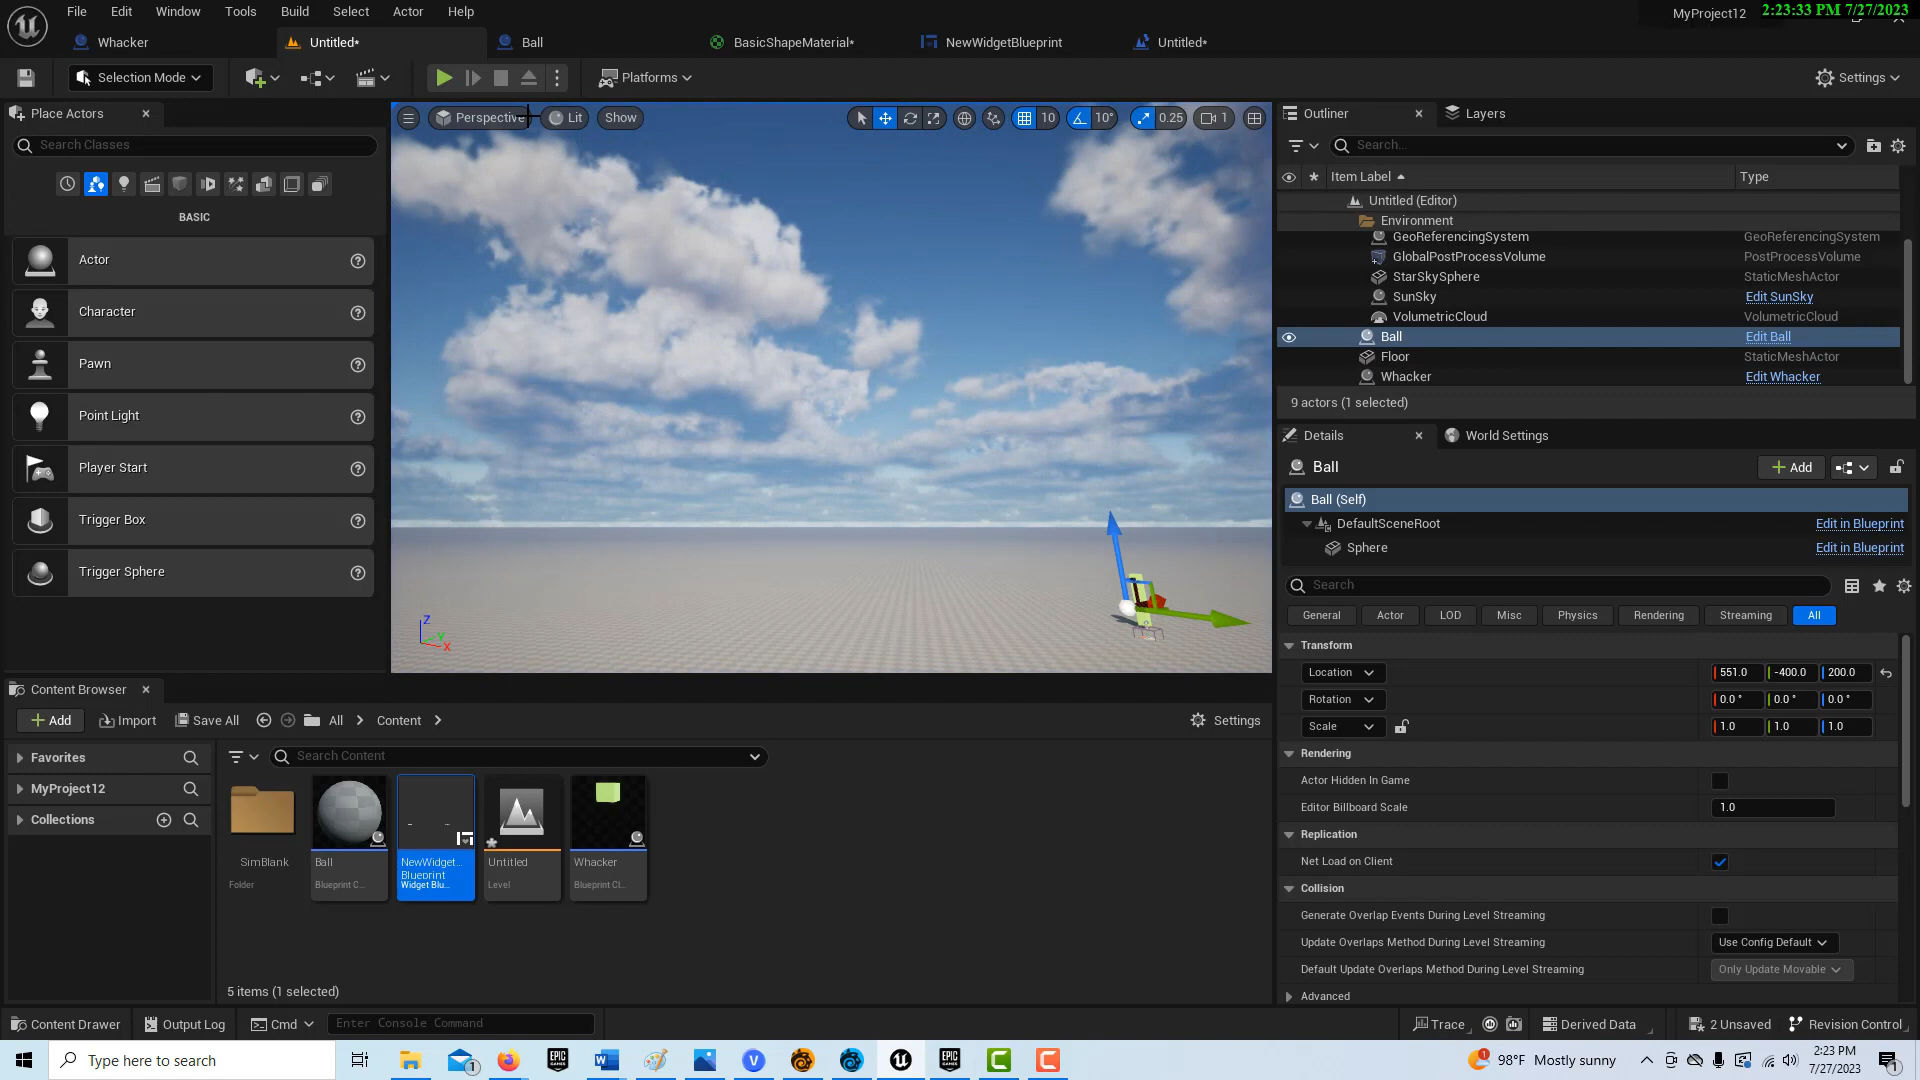 File Edit Window Tools Build Select Actor Help
MyProject12
2:23:33 PM 7/27/2023
Whacker
Untitled*
Ball
BasicShapeMaterial*
NewWidgetBlueprint
Untitled*
Selection Mode
Platforms
Settings
Place Actors
Search Classes
BASIC
Actor
Character
Pawn
Point Light
Player Start
Trigger Box
Trigger Sphere
Perspective
Lit
Show
10
10°
0.25
1
Z
Y
X
Outliner
Layers
Search...
Item Label
Type
Untitled (Editor)
Environment
GeoReferencingSystem GeoReferencingSystem
GlobalPostProcessVolume PostProcessVolume
StarSkySphere StaticMeshActor
SunSky Edit SunSky
VolumetricCloud VolumetricCloud
Ball Edit Ball
Floor StaticMeshActor
Whacker Edit Whacker
9 actors (1 selected)
Details
World Settings
Ball
Add
Ball (Self)
DefaultSceneRoot Edit in Blueprint
Sphere Edit in Blueprint
Search
General Actor LOD Misc Physics Rendering Streaming All
Transform
Location 551.0 -400.0 200.0
Rotation 0.0° 0.0° 0.0°
Scale 1.0 1.0 1.0
Rendering
Actor Hidden In Game
Editor Billboard Scale 1.0
Replication
Net Load on Client
Collision
Generate Overlap Events During Level Streaming
Update Overlaps Method During Level Streaming Use Config Default
Default Update Overlaps Method During Level Streaming Only Update Movable
Advanced
Content Browser
Add Import Save All All Content
Settings
Favorites
MyProject12
Collections
Search Content
SimBlank
Folder
Ball
Blueprint C...
NewWidget...
Blueprint
Widget Blu...
Untitled
Level
Whacker
Blueprint Cl...
5 items (1 selected)
Content Drawer Output Log Cmd Enter Console Command
Trace Derived Data 2 Unsaved Revision Control
Type here to search
98°F Mostly sunny
2:23 PM
7/27/2023